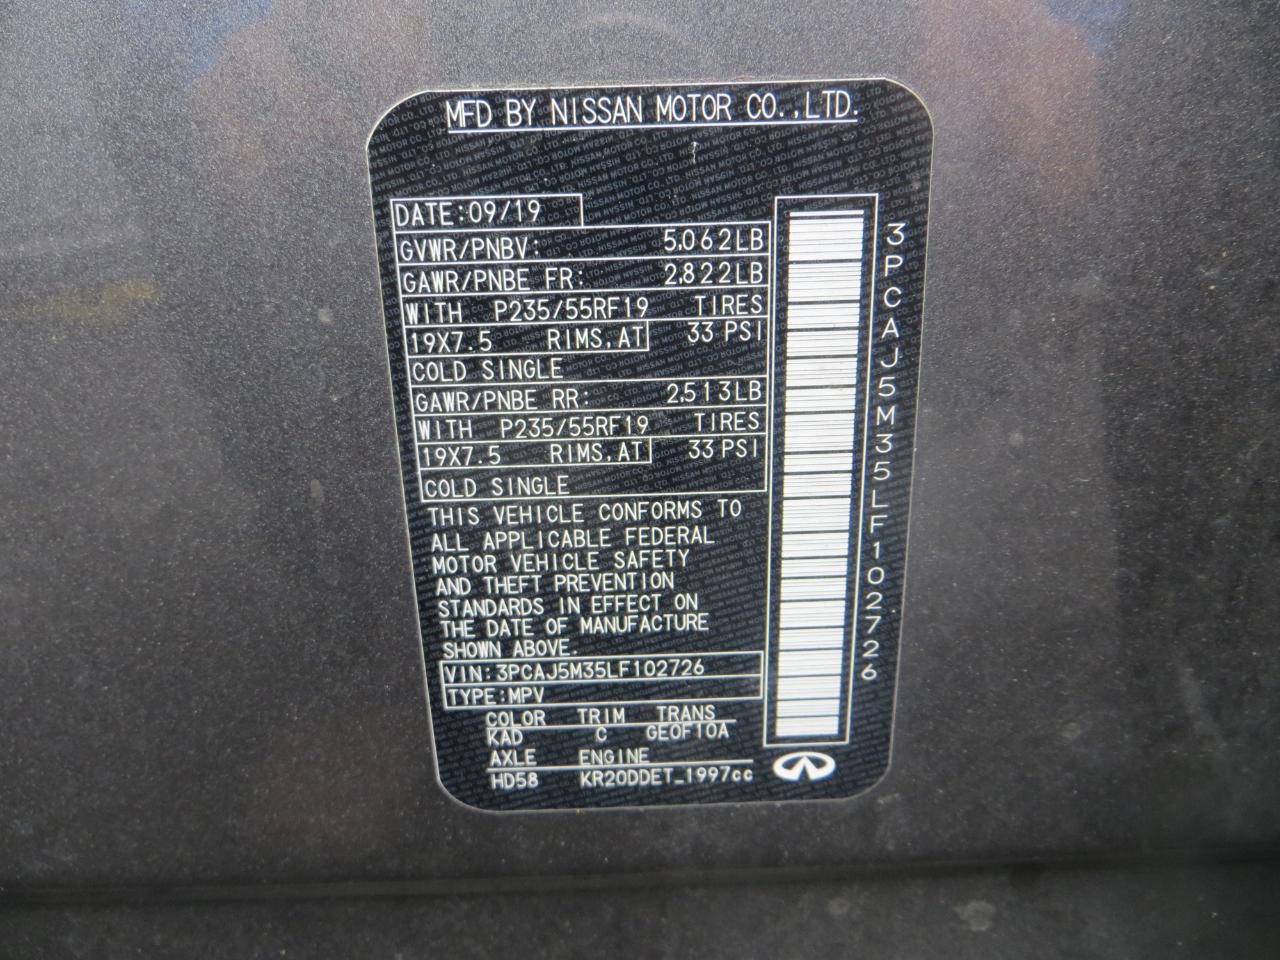 MFD BY NISSAN MOTOR CO.,LTD.
DATE:09/19
GVWR/PNBV: 5,062LB
GAWR/PNBE FR: 2,822LB
WITH P235/55RF19 TIRES
19X7.5 RIMS,AT 33 PSI
COLD SINGLE
GAWR/PNBE RR: 2,513LB
WITH P235/55RF19 TIRES
19X7.5 RIMS,AT 33 PSI
COLD SINGLE
THIS VEHICLE CONFORMS TO
ALL APPLICABLE FEDERAL
MOTOR VEHICLE SAFETY
AND THEFT PREVENTION
STANDARDS IN EFFECT ON
THE DATE OF MANUFACTURE
SHOWN ABOVE.
VIN:3PCAJ5M35LF102726
TYPE:MPV
COLOR TRIM TRANS
KAD C GE0F10A
AXLE ENGINE
HD58 KR20DDET_1997cc
3PCAJ5M35LF102726